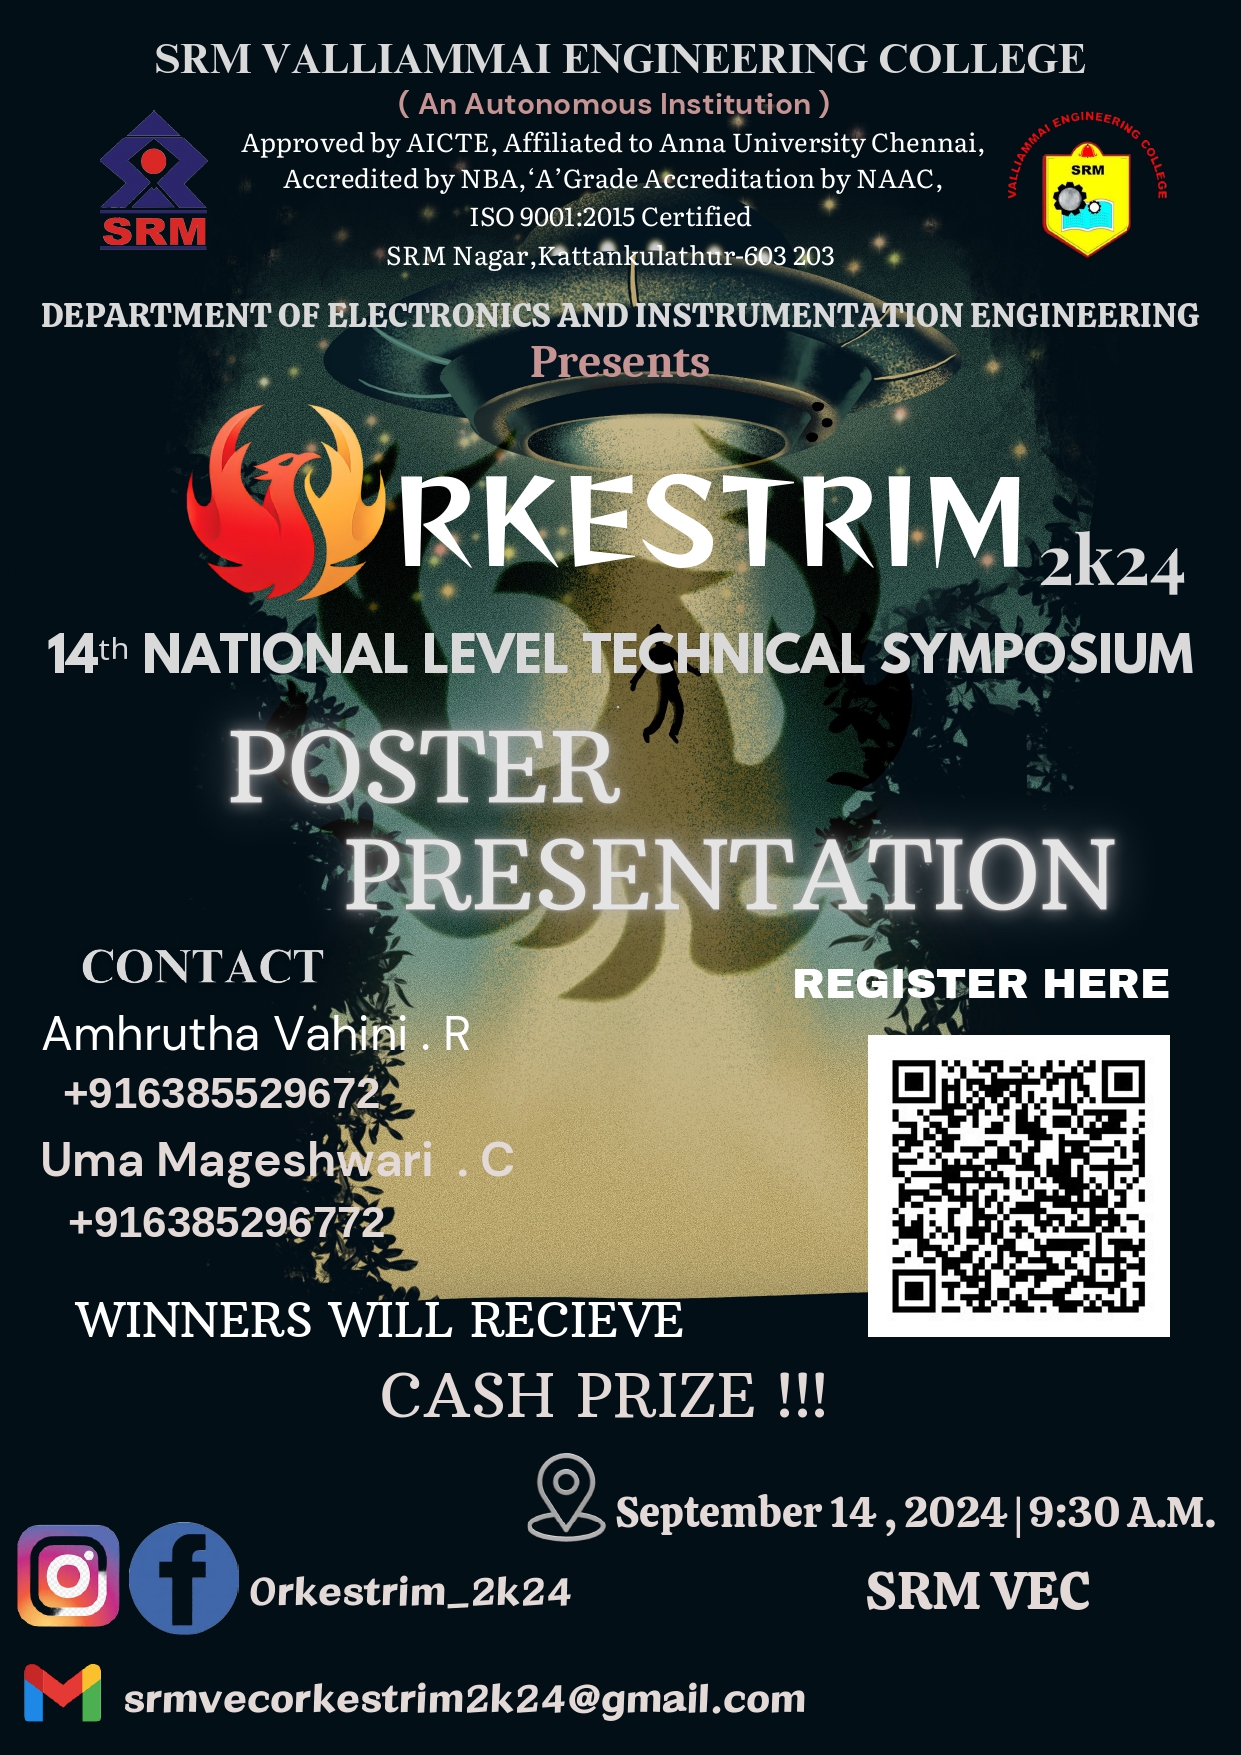 SRM VALLIAMMAI ENGINEERING COLLEGE
( An Autonomous Institution )
Approved by AICTE, Affiliated to Anna University Chennai,
Accredited by NBA,‘A’Grade Accreditation by NAAC,
ISO 9001:2015 Certified
SRM Nagar,Kattankulathur-603 203
SRM
VALLIAMMAI ENGINEERING COLLEGE
SRM
DEPARTMENT OF ELECTRONICS AND INSTRUMENTATION ENGINEERING
Presents
RKESTRIM
2k24
14th NATIONAL LEVEL TECHNICAL SYMPOSIUM
POSTER
PRESENTATION
CONTACT
Amhrutha Vahini . R
+916385529672
Uma Mageshwari . C
+916385296772
REGISTER HERE
WINNERS WILL RECIEVE
CASH PRIZE !!!
September 14 , 2024|9:30 A.M.
SRM VEC
Orkestrim_2k24
srmvecorkestrim2k24@gmail.com